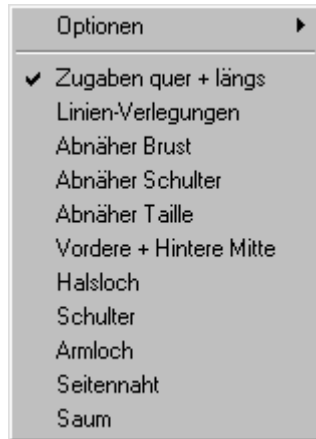 Optionen
Zugaben quer + längs
Linien-Verlegungen
Abnäher Brust
Abnäher Schulter
Abnäher Taille
Vordere + Hintere Mitte
Halsloch
Schulter
Armloch
Seitennaht
Saum